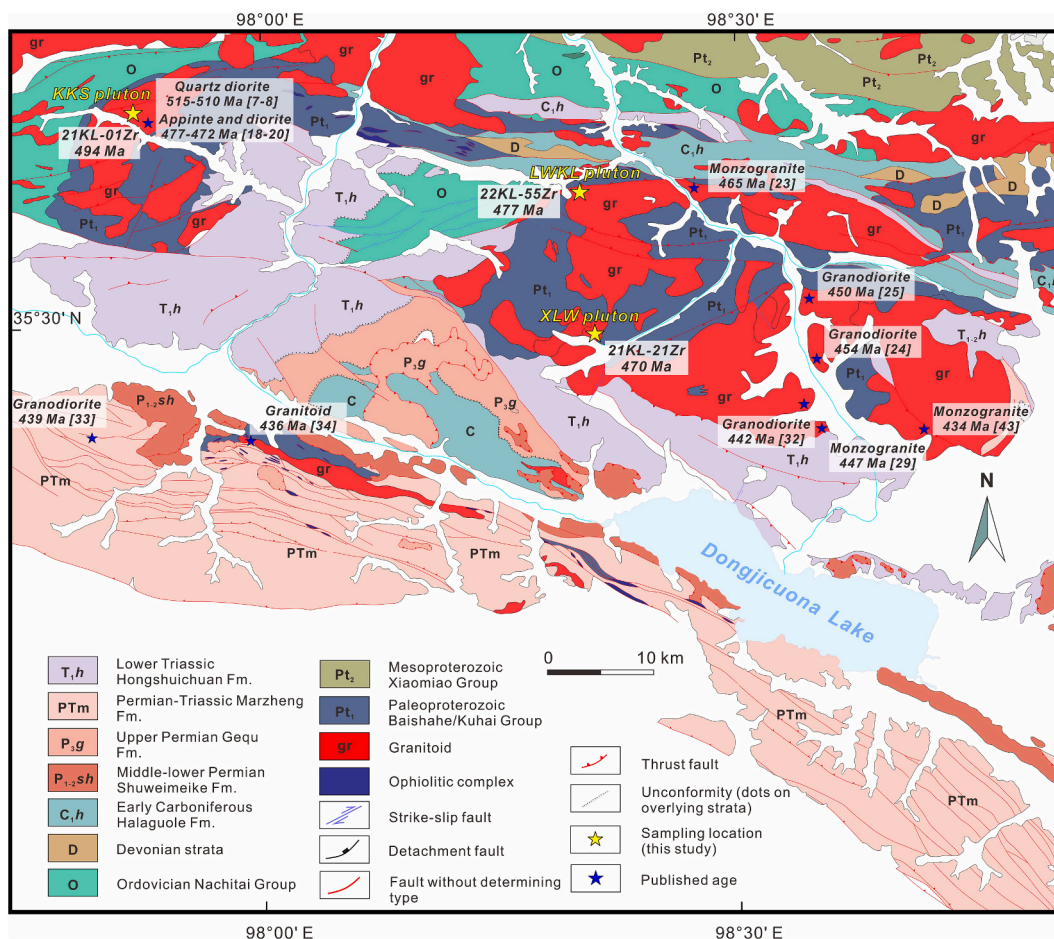 98°00' E
98°30' E
gr
gr
Pt₂
O
O
Pt₂
Pt₂
gr
KKS pluton
Quartz diorite
515-510 Ma [7-8]
Appinte and diorite
477-472 Ma [18-20]
Pt₁
C₁h
O
gr
21KL-01Zr
494 Ma
D
C₁h
D
D
D
LWKL pluton
22KL-55Zr
477 Ma
Monzogranite
465 Ma [23]
gr
T₁h
O
gr
Pt₁
gr
Pt₁
gr
Pt₁
gr
Granodiorite
450 Ma [25]
C₁h
T₁h
T₁h
gr
Pt₁
Pt₁
35°30' N
XLW pluton
21KL-21Zr
470 Ma
T₁₋₂h
Granodiorite
454 Ma [24]
P₃g
Pt₁
gr
gr
P₃g
C
C
Granodiorite
439 Ma [33]
P₁₋₂sh
Granitoid
436 Ma [34]
T₁h
Granodiorite
442 Ma [32]
Monzogranite
434 Ma [43]
Monzogranite
447 Ma [29]
T₁h
gr
PTm
N
PTm
PTm
Dongjicuona Lake
PTm
PTm
0
10 km
T₁h
Lower Triassic
Hongshuichuan Fm.
PTm
Permian-Triassic Marzheng
Fm.
P₃g
Upper Permian Gequ
Fm.
P₁₋₂sh
Middle-lower Permian
Shuweimeike Fm.
C₁h
Early Carboniferous
Halaguole Fm.
D
Devonian strata
O
Ordovician Nachitai Group
Pt₂
Mesoproterozoic
Xiaomiao Group
Pt₁
Paleoproterozoic
Baishahe/Kuhai Group
gr
Granitoid
Ophiolitic complex
Strike-slip fault
Detachment fault
Fault without determining
type
Thrust fault
Unconformity (dots on
overlying strata)
Sampling location
(this study)
Published age
98°00' E
98°30' E